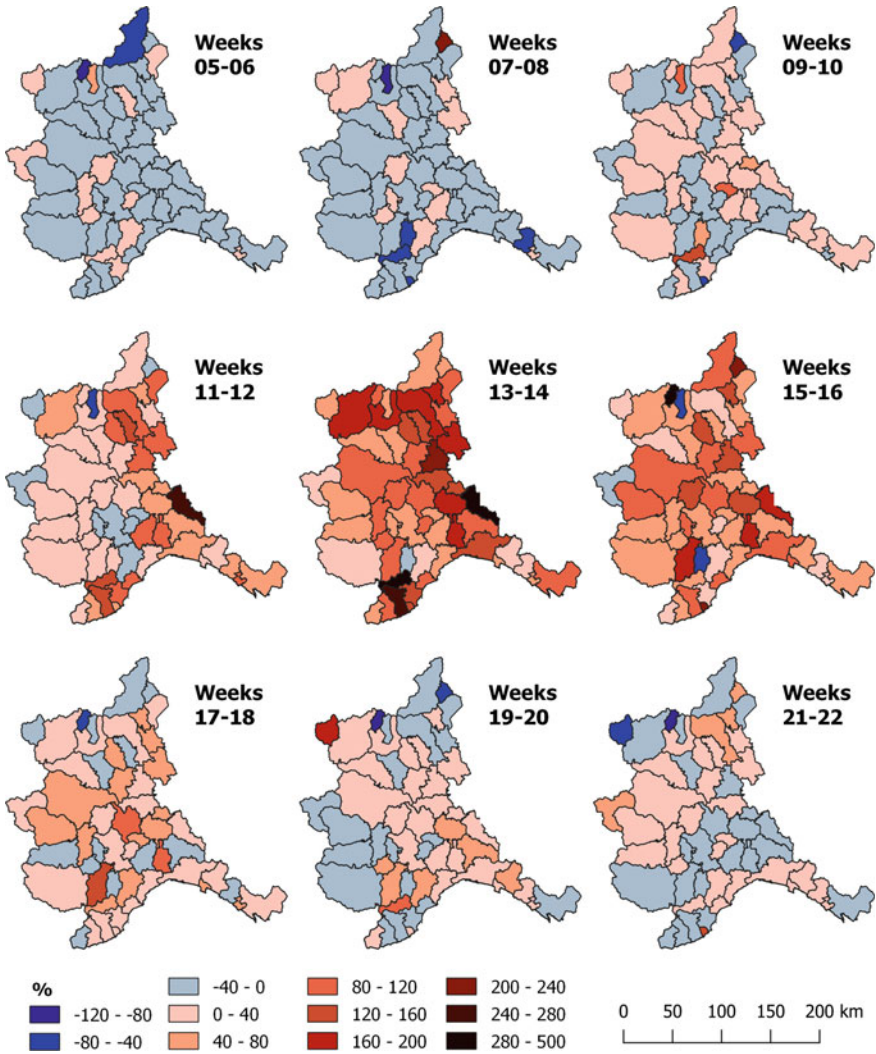 Weeks
05-06
Weeks
07-08
Weeks
09-10
Weeks
11-12
Weeks
13-14
Weeks
15-16
Weeks
17-18
Weeks
19-20
Weeks
21-22
%
-120 - -80
-80 - -40
-40 - 0
0 - 40
40 - 80
80 - 120
120 - 160
160 - 200
200 - 240
240 - 280
280 - 500
0 50 100 150 200 km